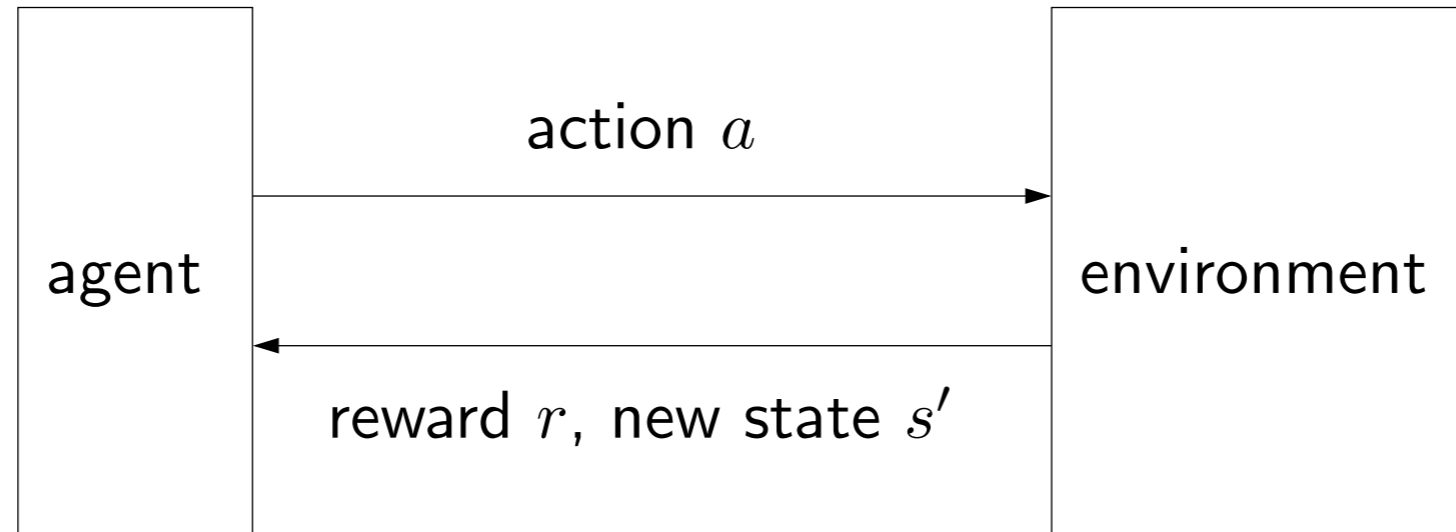 action a
agent
environment
reward r, new state s′